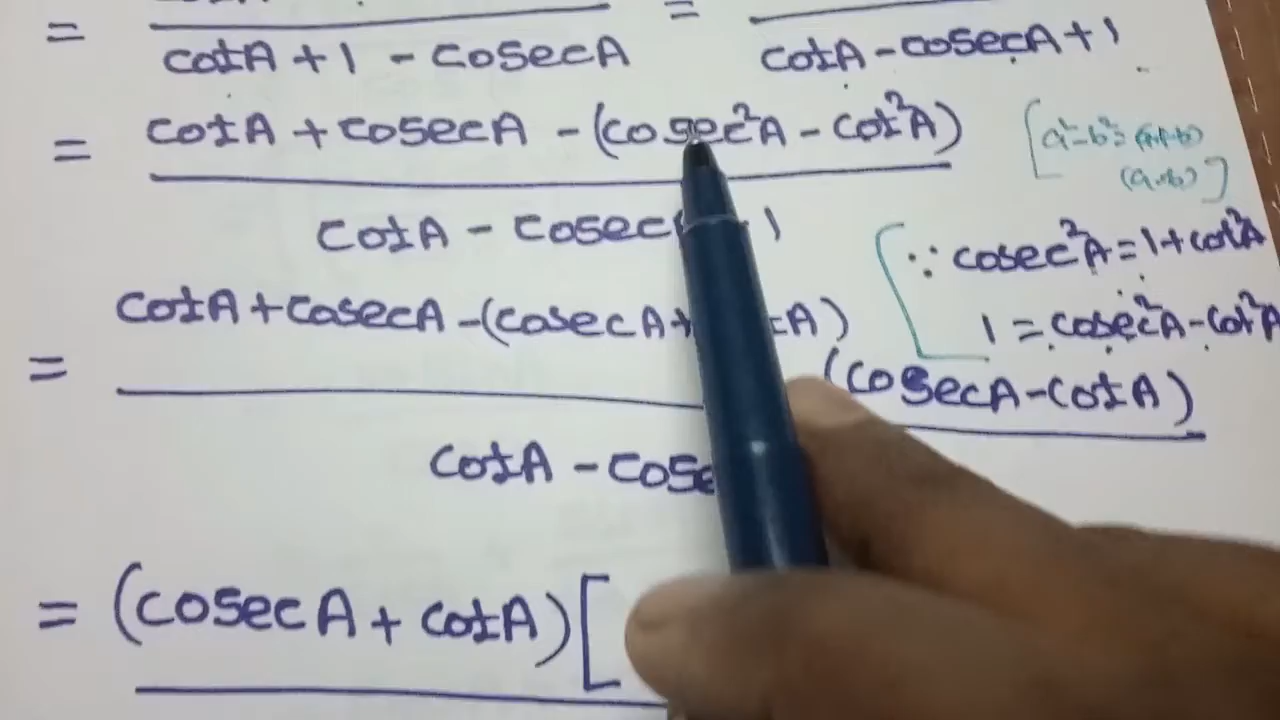 = =
cotA + 1 - cosecA cotA - cosecA + 1
= cotA + cosecA - (cosec²A - cot²A) [a²-b²=(a+b)
(a-b)]
cotA - cosec 1
∵ cosec²A = 1 + cot²A
cotA + cosecA - (cosecA+ A)
1 = cosec²A - cot²A
= (cosecA - cotA)
cotA - cose
= (cosecA + cotA) [